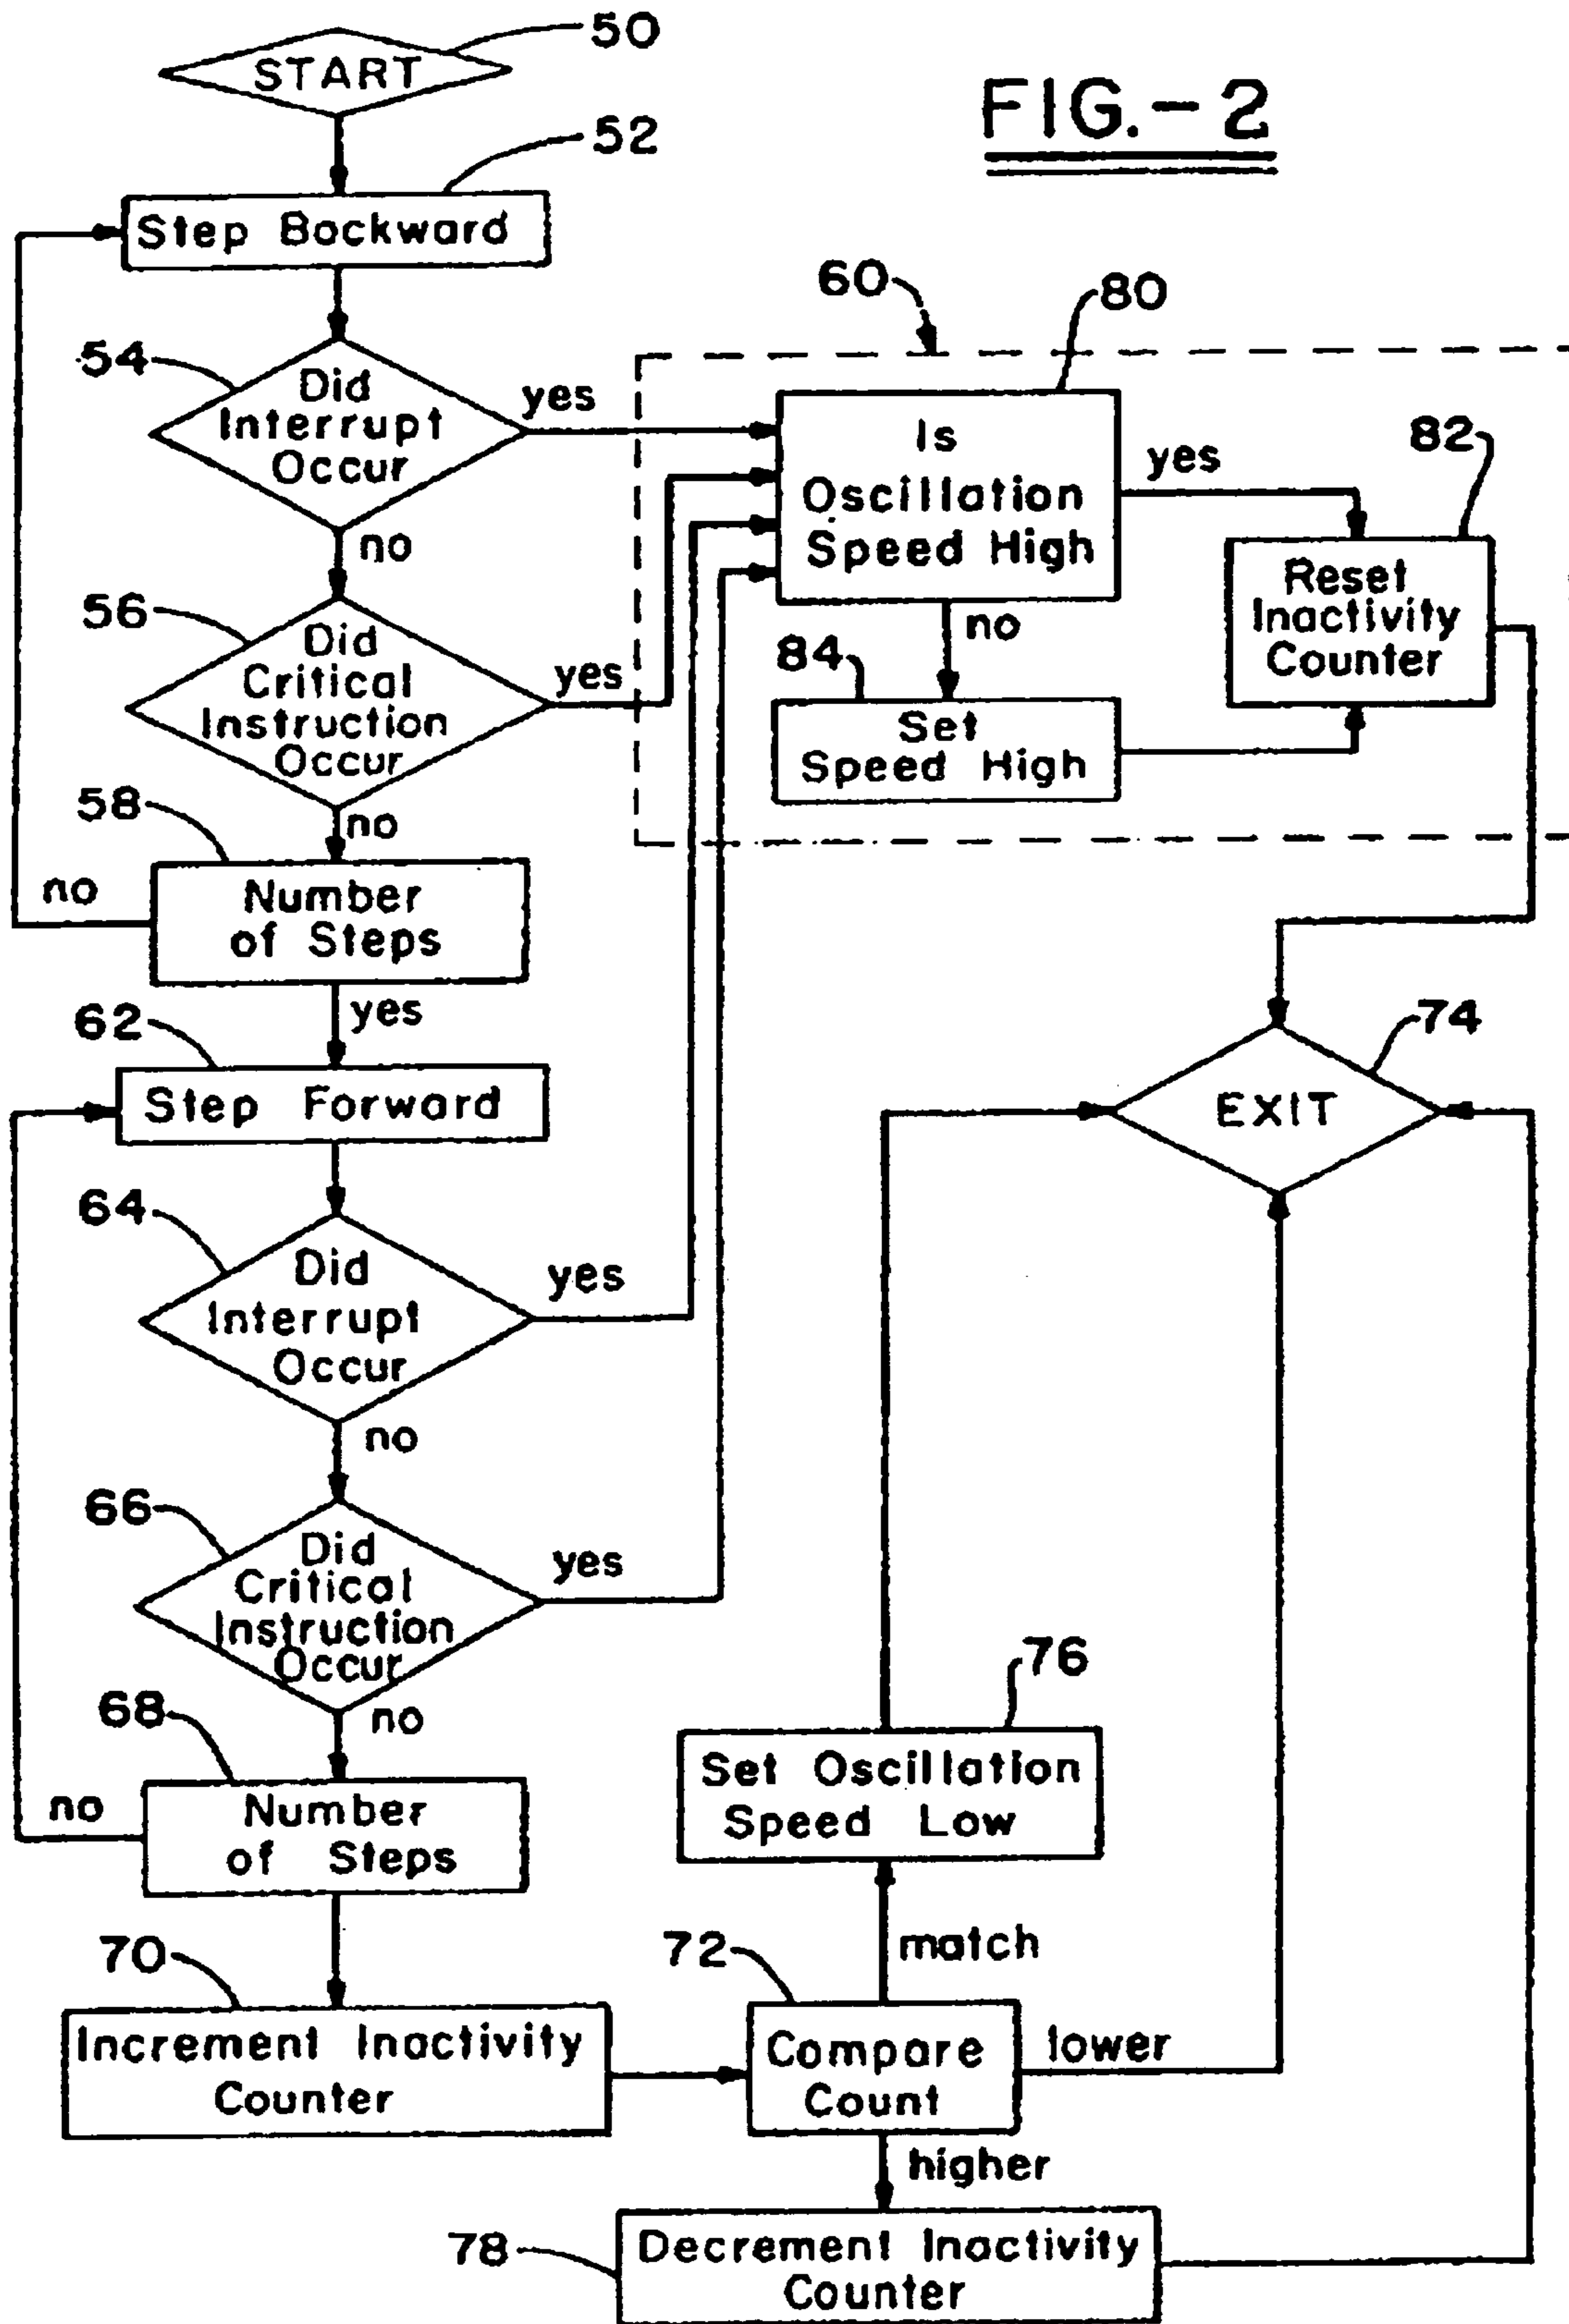 50
START
FIG.-2
52
Step Bockward
60
80
54
Did
Interrupt
Occur
yes
Is
Oscillation
Speed High
yes
82
no
Reset
Inactivity
Counter
56
Did
Critical
Instruction
Occur
yes
no
84
Set
Speed High
58
no
no
Number
of Steps
yes
62
74
Step Forward
EXIT
64
Did
Interrupt
Occur
yes
no
66
Did
Critical
Instruction
Occur
yes
76
68
no
Set Oscillation
Speed Low
no
Number
of Steps
70
72
match
Increment Inactivity
Counter
Compare
Count
lower
higher
78
Decrement Inactivity
Counter